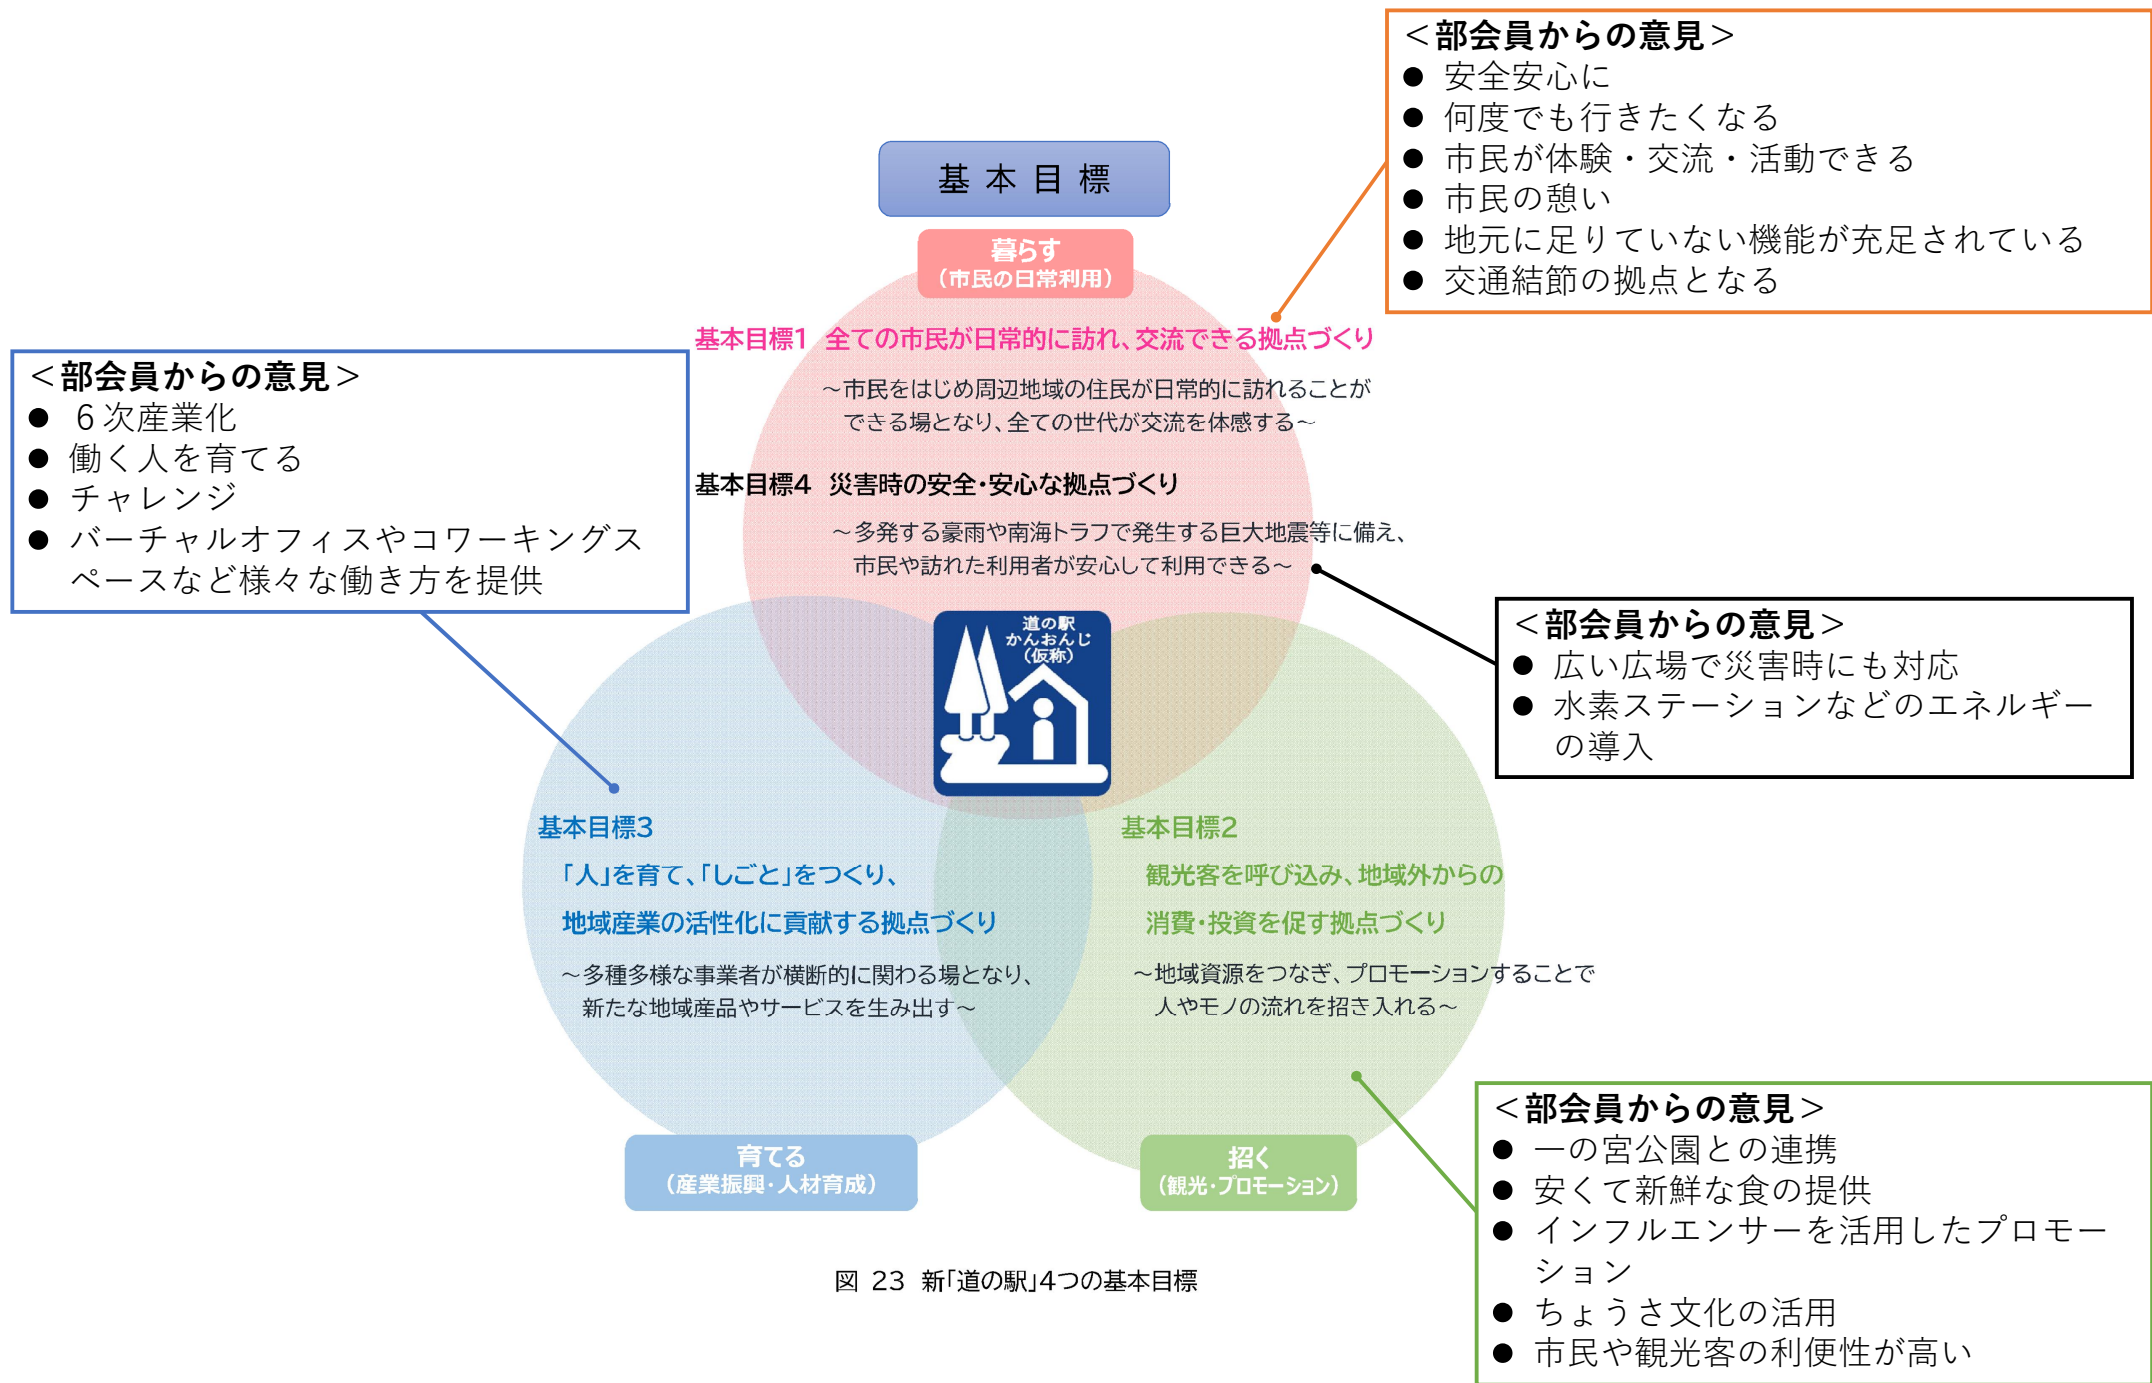 基本目標
暮らす
（市民の日常利用）
基本目標1 全ての市民が日常的に訪れ、交流できる拠点づくり
～市民をはじめ周辺地域の住民が日常的に訪れることが
できる場となり、全ての世代が交流を体感する～
基本目標4 災害時の安全・安心な拠点づくり
～多発する豪雨や南海トラフで発生する巨大地震等に備え、
市民や訪れた利用者が安心して利用できる～
＜部会員からの意見＞
● 安全安心に
● 何度でも行きたくなる
● 市民が体験・交流・活動できる
● 市民の憩い
● 地元に足りていない機能が充足されている
● 交通結節の拠点となる
＜部会員からの意見＞
● 6次産業化
● 働く人を育てる
● チャレンジ
● バーチャルオフィスやコワーキングス
ペースなど様々な働き方を提供
＜部会員からの意見＞
● 広い広場で災害時にも対応
● 水素ステーションなどのエネルギー
の導入
道の駅
かんおんじ
（仮称）
基本目標3
「人」を育て、「しごと」をつくり、
地域産業の活性化に貢献する拠点づくり
～多種多様な事業者が横断的に関わる場となり、
新たな地域産品やサービスを生み出す～
育てる
（産業振興・人材育成）
基本目標2
観光客を呼び込み、地域外からの
消費・投資を促す拠点づくり
～地域資源をつなぎ、プロモーションすることで
人やモノの流れを招き入れる～
招く
（観光・プロモーション）
＜部会員からの意見＞
● 一の宮公園との連携
● 安くて新鮮な食の提供
● インフルエンサーを活用したプロモー
ション
● ちょうさ文化の活用
● 市民や観光客の利便性が高い
図 23 新「道の駅」4つの基本目標